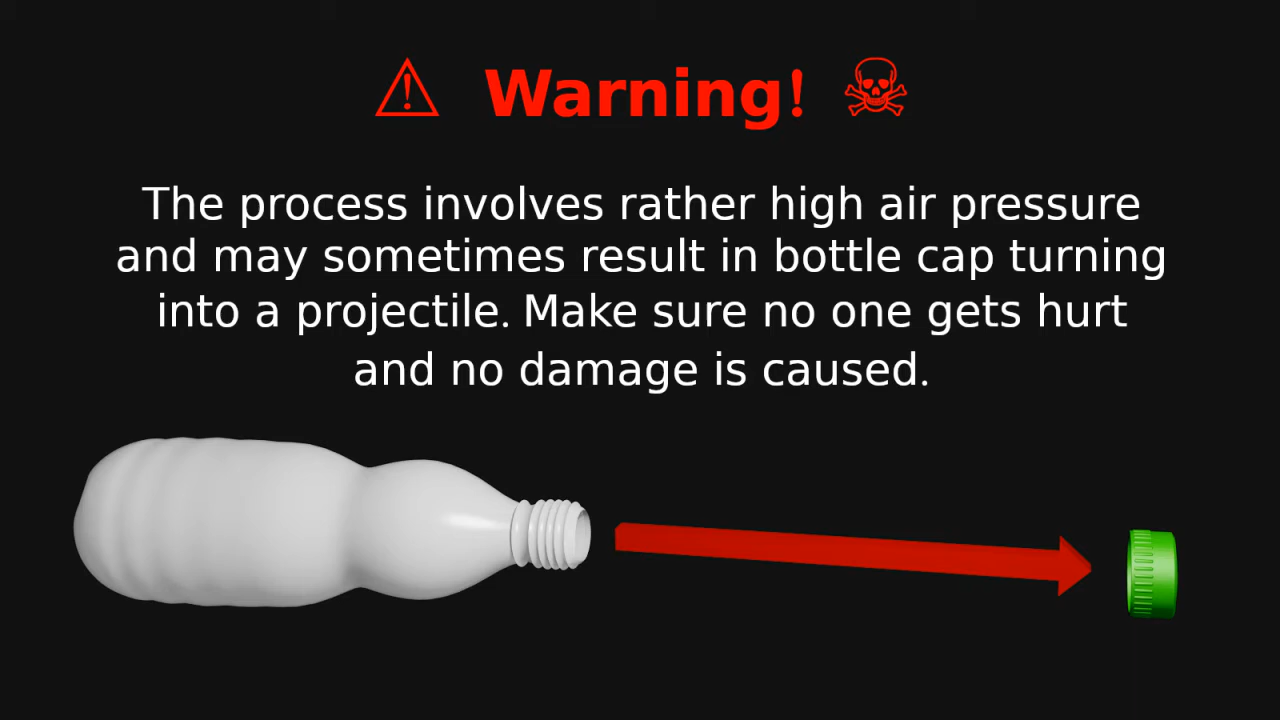 ⚠ Warning! ☠
The process involves rather high air pressure
and may sometimes result in bottle cap turning
into a projectile. Make sure no one gets hurt
and no damage is caused.